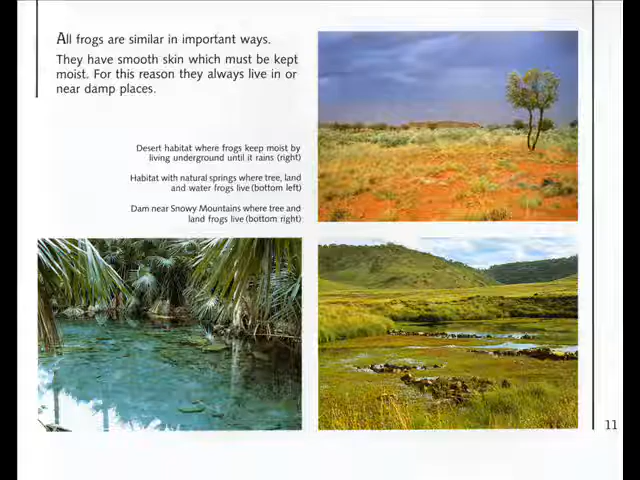 All frogs are similar in important ways.
They have smooth skin which must be kept
moist. For this reason they always live in or
near damp places.
Desert habitat where frogs keep moist by
living underground until it rains (right)
Habitat with natural springs where tree, land
and water frogs live (bottom left)
Dam near Snowy Mountains where tree and
land frogs live (bottom right)
11